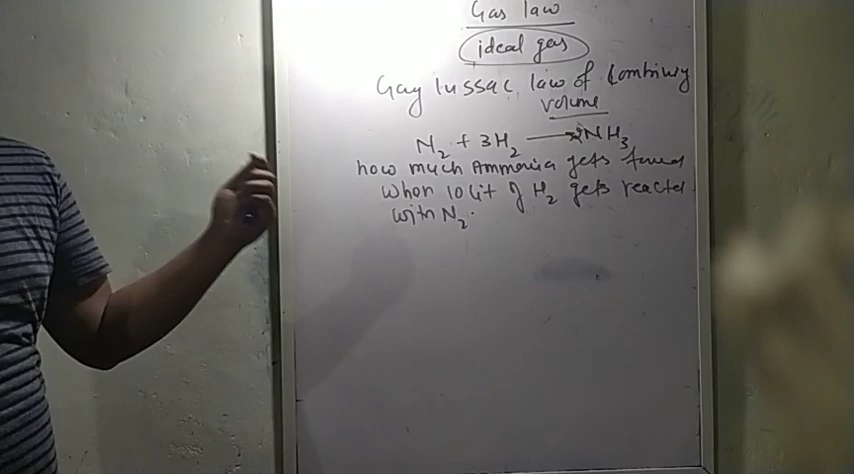 Gas law
ideal gas
Gay lussac law of Combining
volume
N₂ + 3H₂ → 2NH₃
how much Ammonia gets formed
when 10 lit of H₂ gets reacted
with N₂.